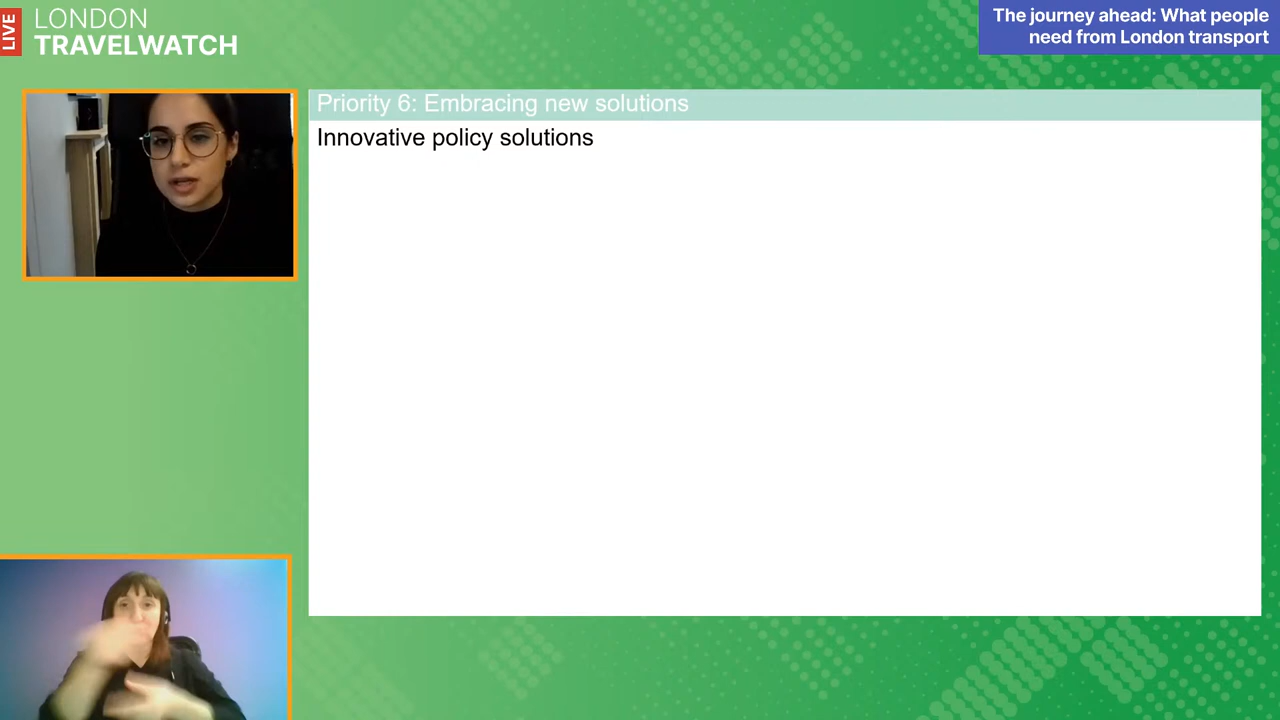 LIVE
LONDON
TRAVELWATCH
The journey ahead: What people
need from London transport
Priority 6: Embracing new solutions
Innovative policy solutions